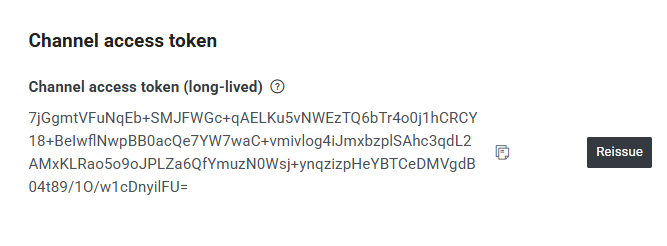 Channel access token
Channel access token (long-lived)
7jGgmtVFuNqEb+SMJFWGc+qAELKu5vNWEzTQ6bTr4o0j1hCRCY
18+BeIwflNwpBB0acQe7YW7waC+vmivlog4iJmxbzplSAhc3qdL2
AMxKLRao5o9oJPLZa6QfYmuzN0Wsj+ynqzizpHeYBTCeDMVgdB
04t89/1O/w1cDnyilFU=
Reissue